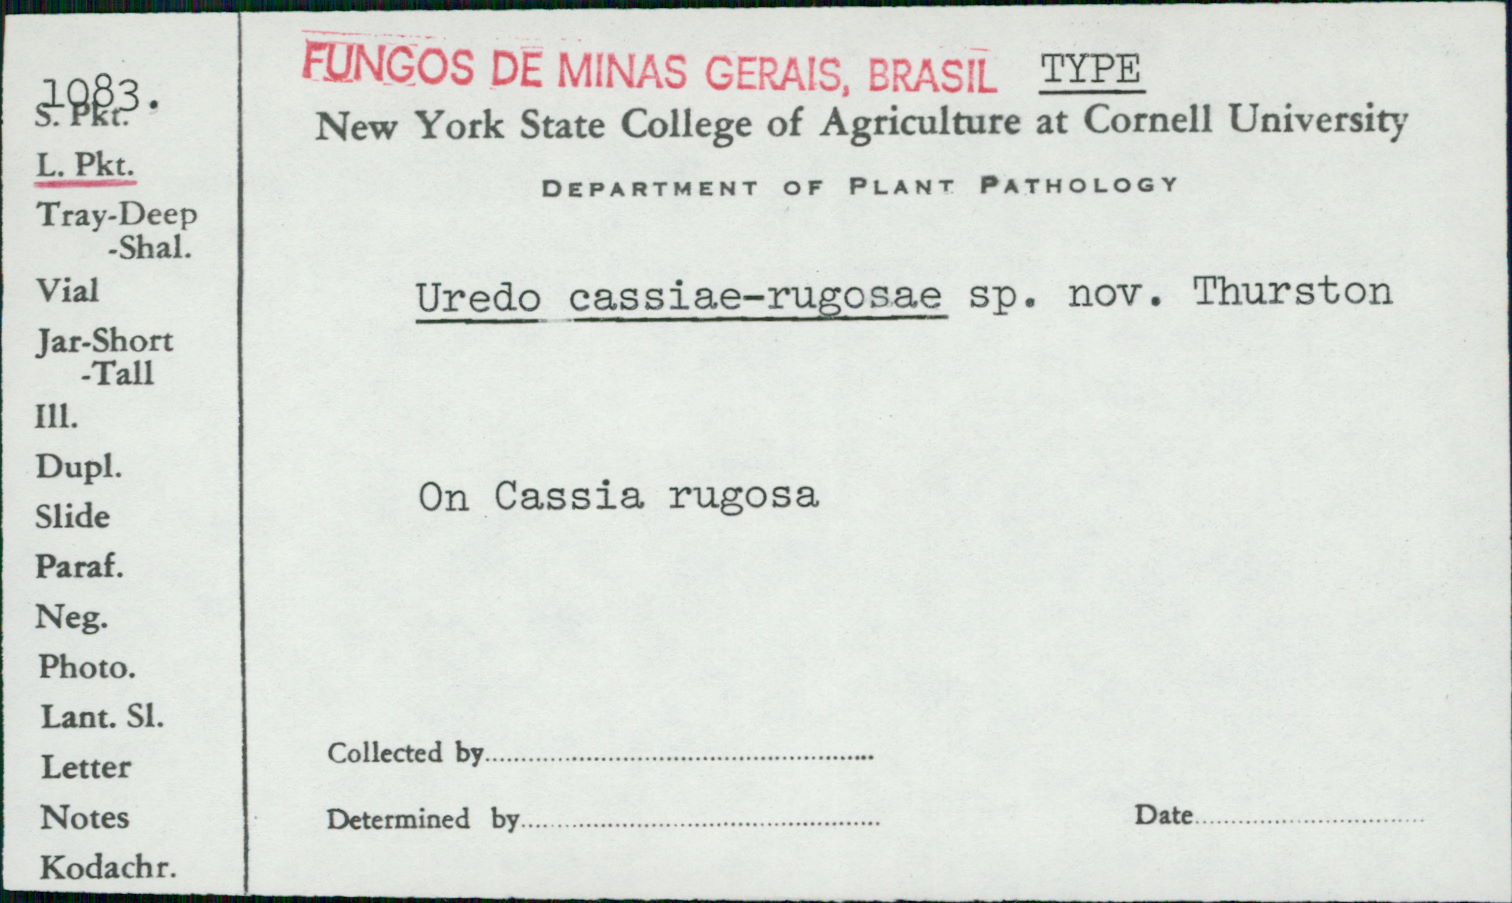 1083.
S. Pkt.
L. Pkt.
Tray-Deep
-Shal.
Vial
Jar-Short
-Tall
Ill.
Dupl.
Slide
Paraf.
Neg.
Photo.
Lant. Sl.
Letter
Notes
Kodachr.
FUNGOS DE MINAS GERAIS, BRASIL TYPE
New York State College of Agriculture at Cornell University
DEPARTMENT OF PLANT PATHOLOGY
Uredo cassiae-rugosae sp. nov. Thurston
On Cassia rugosa
Collected by
Determined by
Date